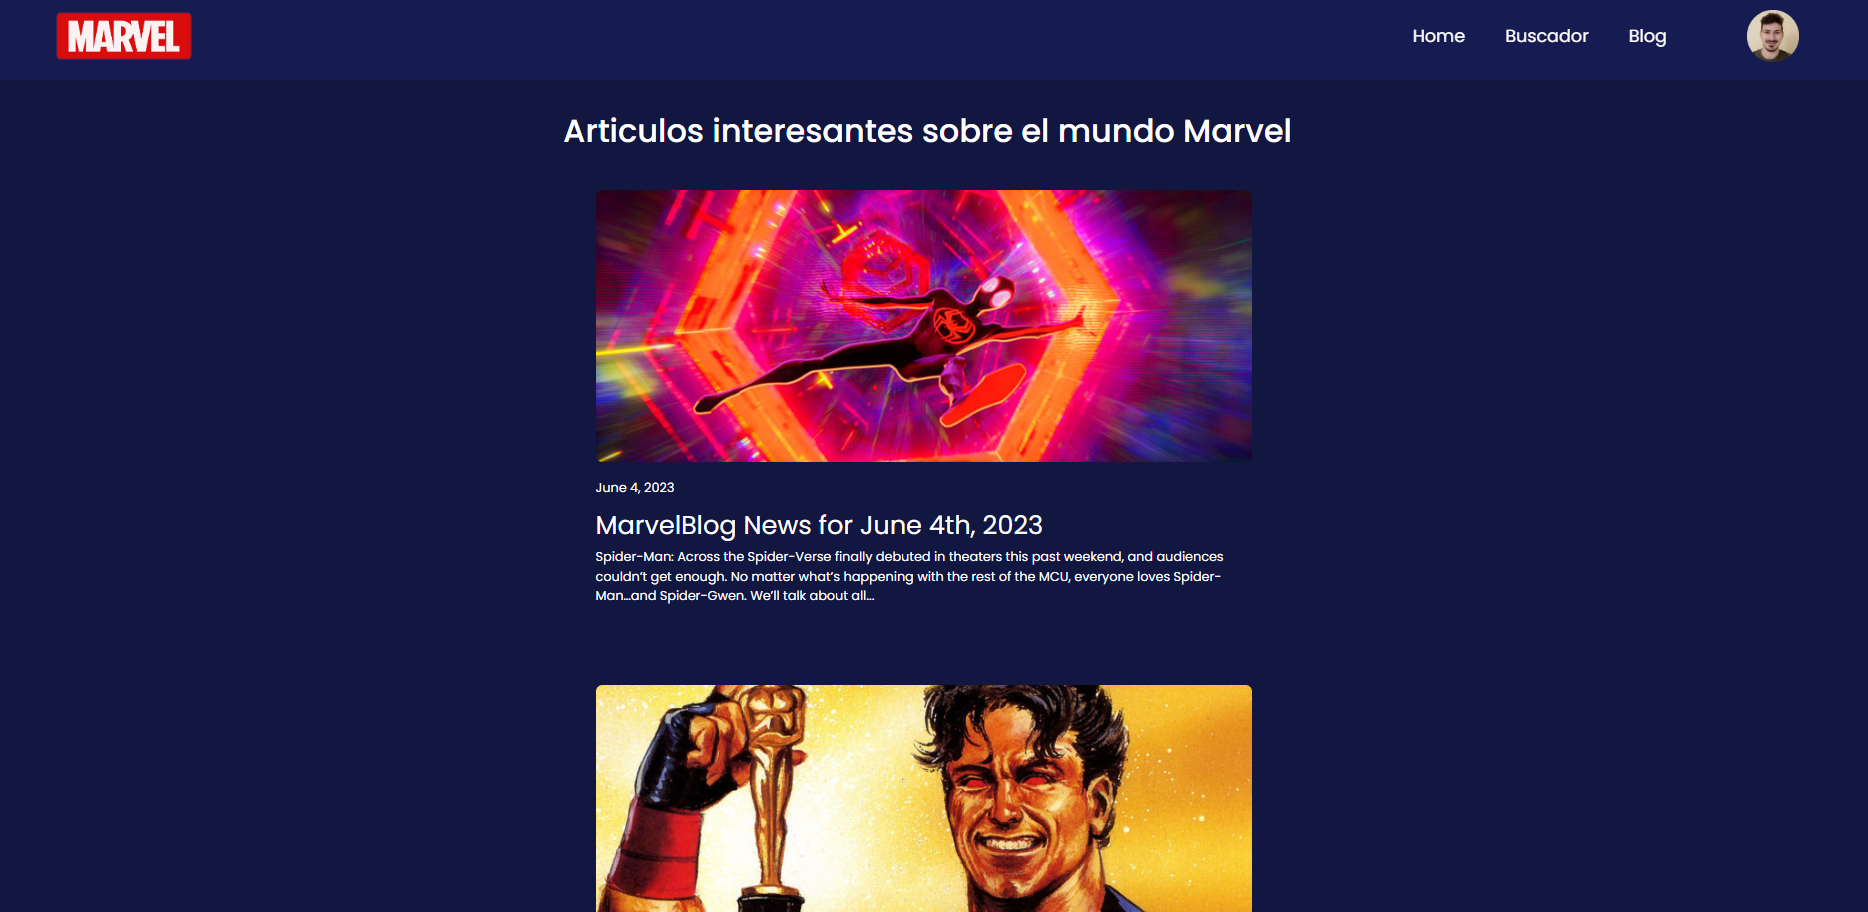 MARVEL
Home
Buscador
Blog
Articulos interesantes sobre el mundo Marvel
June 4, 2023
MarvelBlog News for June 4th, 2023
Spider-Man: Across the Spider-Verse finally debuted in theaters this past weekend, and audiences
couldn’t get enough. No matter what’s happening with the rest of the MCU, everyone loves Spider-
Man…and Spider-Gwen. We’ll talk about all…